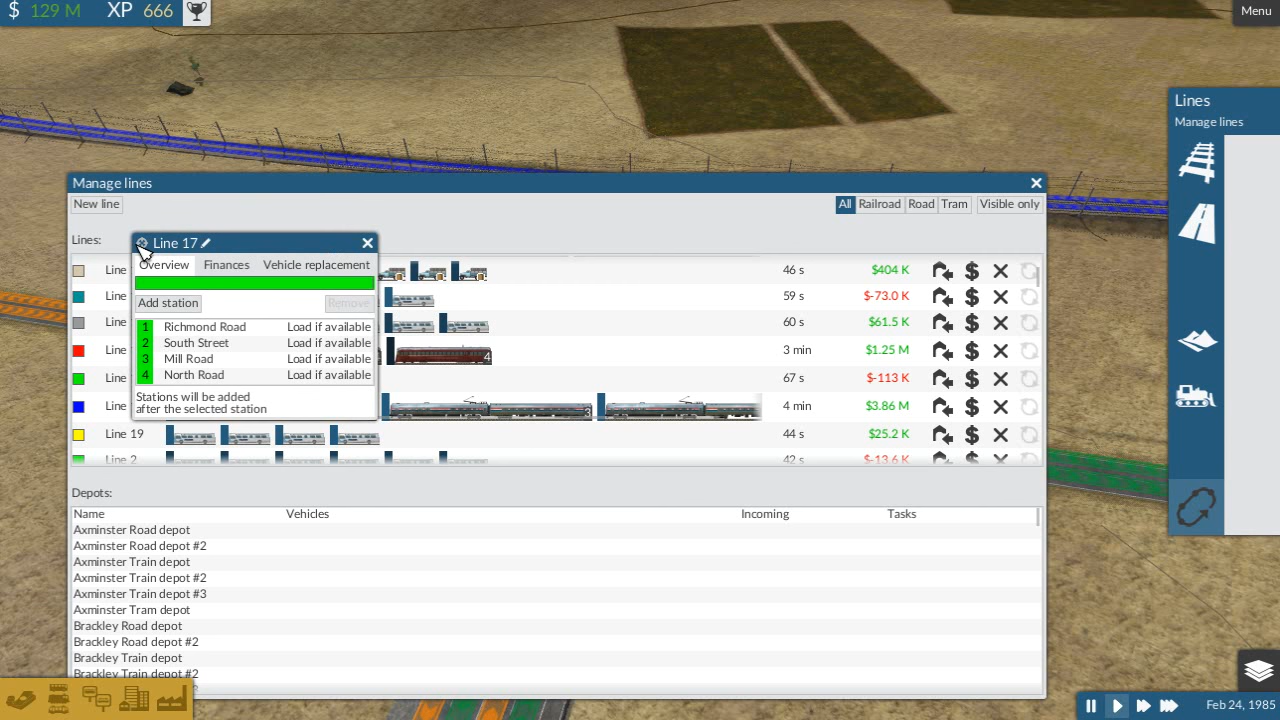 $ 129 M XP 666
Menu
Lines
Manage lines
Manage lines
New line
All Railroad Road Tram Visible only
Lines:
Line 17
Overview Finances Vehicle replacement
Add station Remove
1 Richmond Road Load if available
2 South Street Load if available
3 Mill Road Load if available
4 North Road Load if available
Stations will be added
after the selected station
Line 46 s $404 K
Line 59 s $-73.0 K
Line 60 s $61.5 K
Line 4 3 min $1.25 M
Line 67 s $-113 K
Line 4 min $3.86 M
Line 19 44 s $25.2 K
Line 2 42 s $-13.6 K
Depots:
Name Vehicles Incoming Tasks
Axminster Road depot
Axminster Road depot #2
Axminster Train depot
Axminster Train depot #2
Axminster Train depot #3
Axminster Tram depot
Brackley Road depot
Brackley Road depot #2
Brackley Train depot
Brackley Train depot #2
Feb 24, 1985